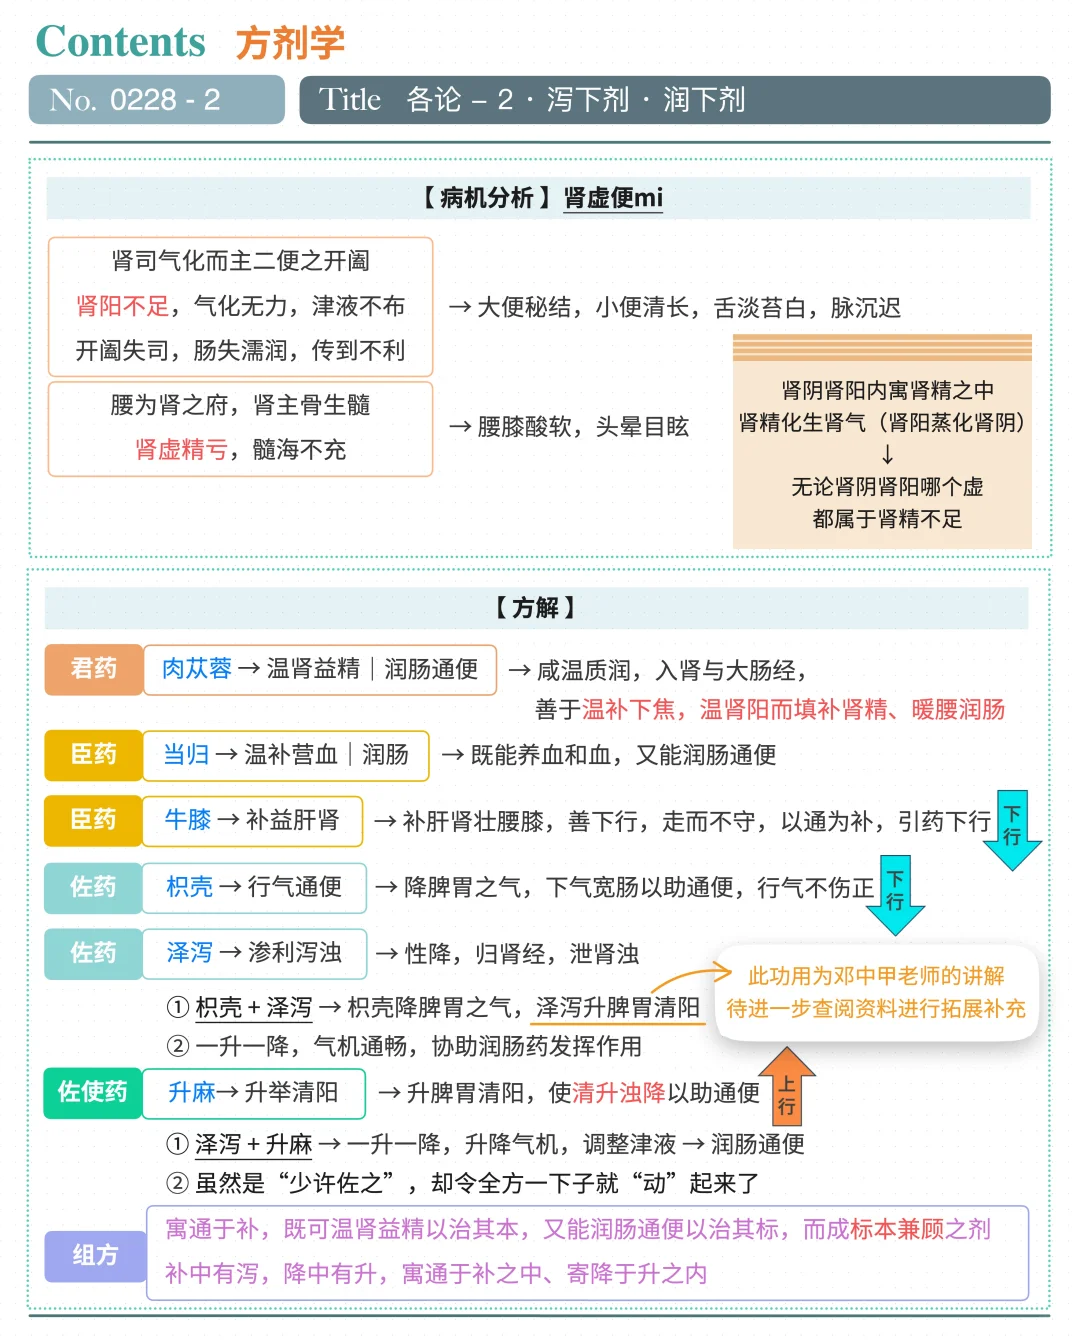 Contents 方剂学
No. 0228 - 2
Title 各论 – 2 · 泻下剂 · 润下剂
【 病机分析 】肾虚便mi
肾司气化而主二便之开阖
肾阳不足，气化无力，津液不布
开阖失司，肠失濡润，传到不利
→ 大便秘结，小便清长，舌淡苔白，脉沉迟
腰为肾之府，肾主骨生髓
肾虚精亏，髓海不充
→ 腰膝酸软，头晕目眩
肾阴肾阳内寓肾精之中
肾精化生肾气（肾阳蒸化肾阴）
↓
无论肾阴肾阳哪个虚
都属于肾精不足
【 方解 】
君药 肉苁蓉 → 温肾益精｜润肠通便 → 咸温质润，入肾与大肠经，
善于温补下焦，温肾阳而填补肾精、暖腰润肠
臣药 当归 → 温补营血｜润肠 → 既能养血和血，又能润肠通便
臣药 牛膝 → 补益肝肾 → 补肝肾壮腰膝，善下行，走而不守，以通为补，引药下行
下行
佐药 枳壳 → 行气通便 → 降脾胃之气，下气宽肠以助通便，行气不伤正
下行
佐药 泽泻 → 渗利泻浊 → 性降，归肾经，泄肾浊
① 枳壳 + 泽泻 → 枳壳降脾胃之气，泽泻升脾胃清阳
此功用为邓中甲老师的讲解
待进一步查阅资料进行拓展补充
② 一升一降，气机通畅，协助润肠药发挥作用
佐使药 升麻→ 升举清阳 → 升脾胃清阳，使清升浊降以助通便
上行
① 泽泻 + 升麻 → 一升一降，升降气机，调整津液 → 润肠通便
② 虽然是“少许佐之”，却令全方一下子就“动”起来了
组方
寓通于补，既可温肾益精以治其本，又能润肠通便以治其标，而成标本兼顾之剂
补中有泻，降中有升，寓通于补之中、寄降于升之内